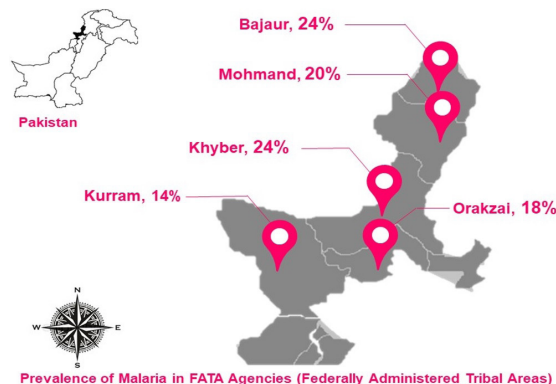 Pakistan
Bajaur, 24%
Mohmand, 20%
Khyber, 24%
Kurram, 14%
Orakzai, 18%
N
W E
S
Prevalence of Malaria in FATA Agencies (Federally Administered Tribal Areas)